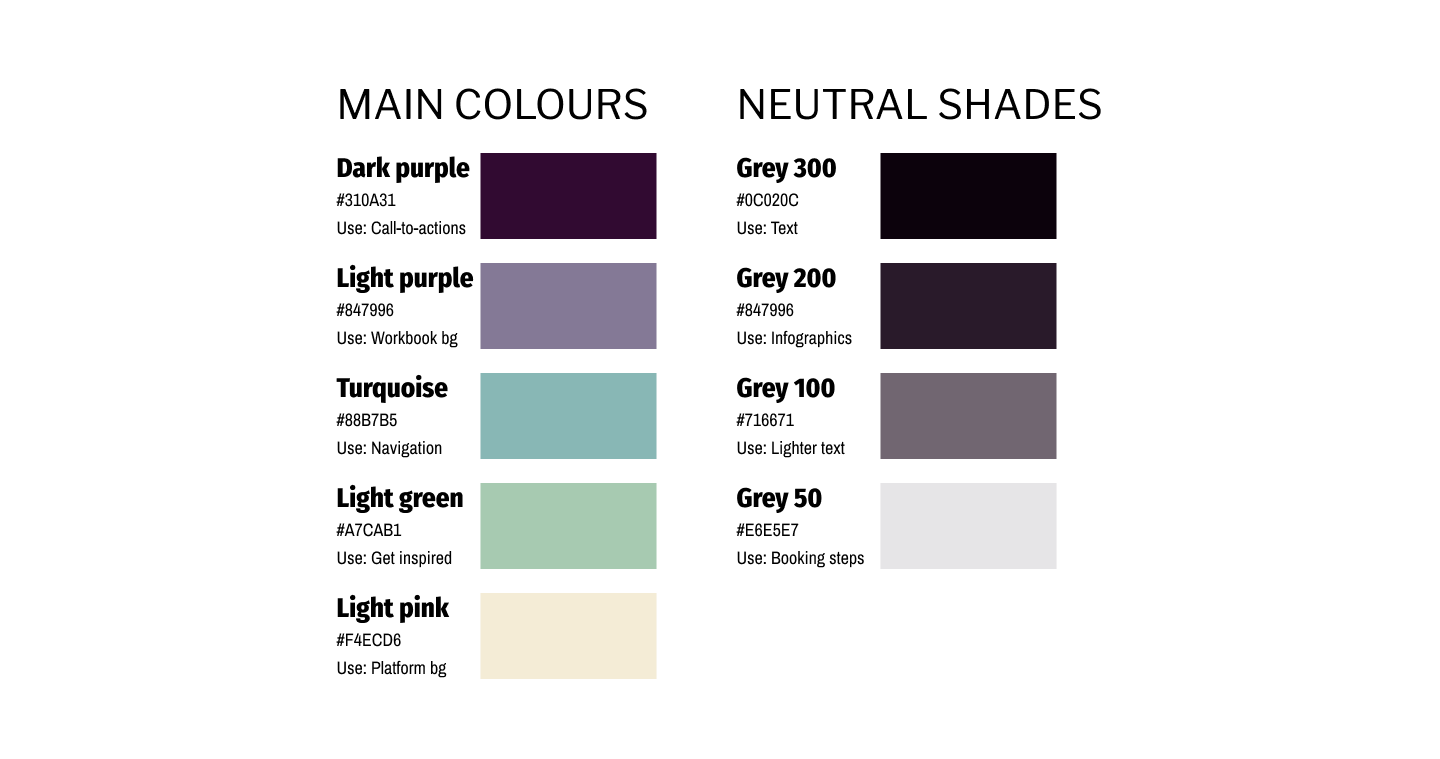 MAIN COLOURS
Dark purple
#310A31
Use: Call-to-actions
Light purple
#847996
Use: Workbook bg
Turquoise
#88B7B5
Use: Navigation
Light green
#A7CAB1
Use: Get inspired
Light pink
#F4ECD6
Use: Platform bg
NEUTRAL SHADES
Grey 300
#0C020C
Use: Text
Grey 200
#847996
Use: Infographics
Grey 100
#716671
Use: Lighter text
Grey 50
#E6E5E7
Use: Booking steps